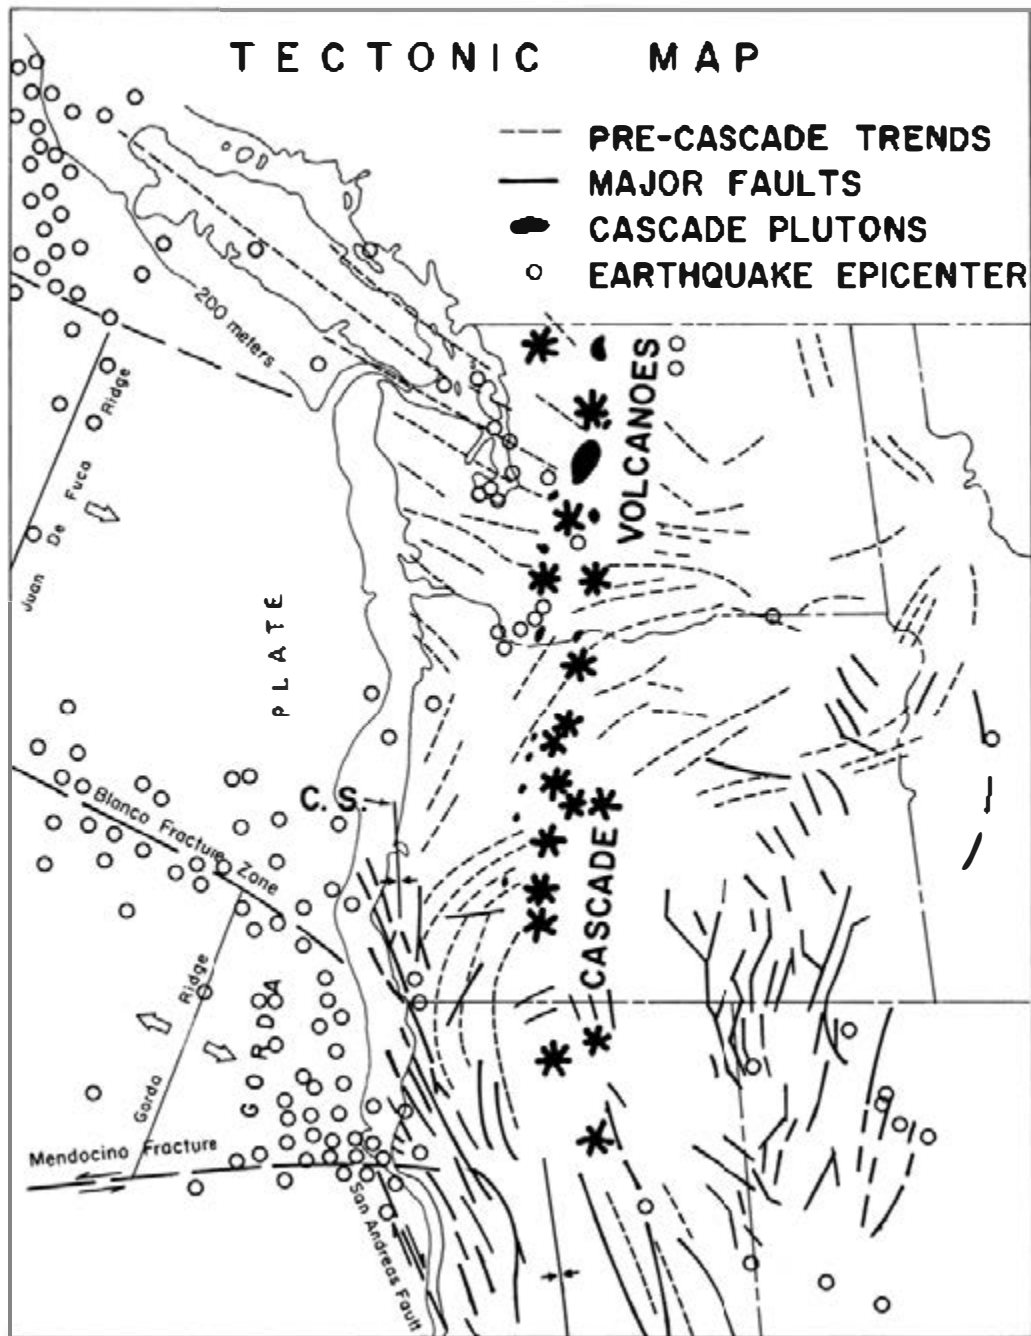 TECTONIC MAP
PRE-CASCADE TRENDS
MAJOR FAULTS
CASCADE PLUTONS
EARTHQUAKE EPICENTER
200 meters
VOLCANOES
Juan De Fuca Ridge
PLATE
C. S.
Blanco Fracture Zone
CASCADE
Gorda Ridge
GORDA
Mendocino Fracture
San Andreas Fault